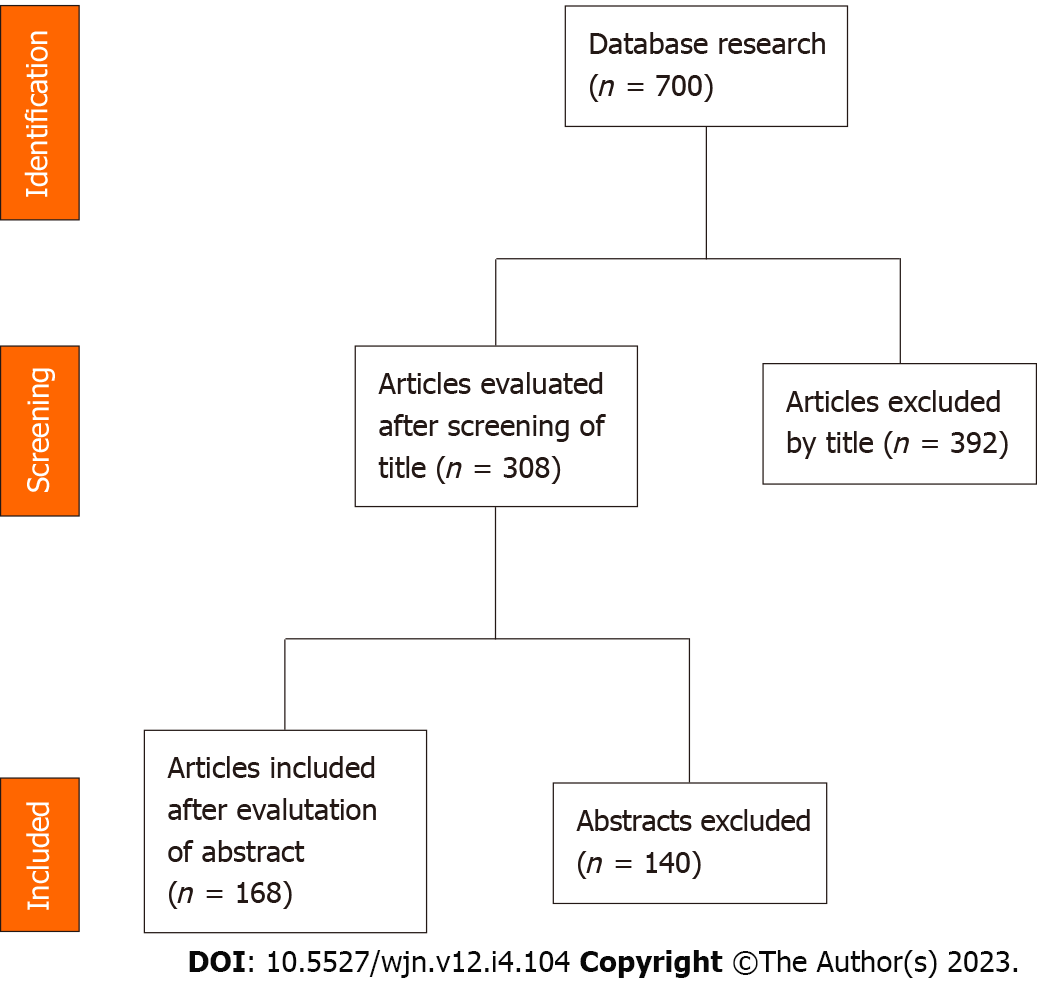 Identification
Database research
(n = 700)
Screening
Articles evaluated
after screening of
title (n = 308)
Articles excluded
by title (n = 392)
Included
Articles included
after evalutation
of abstract
(n = 168)
Abstracts excluded
(n = 140)
DOI: 10.5527/wjn.v12.i4.104 Copyright ©The Author(s) 2023.